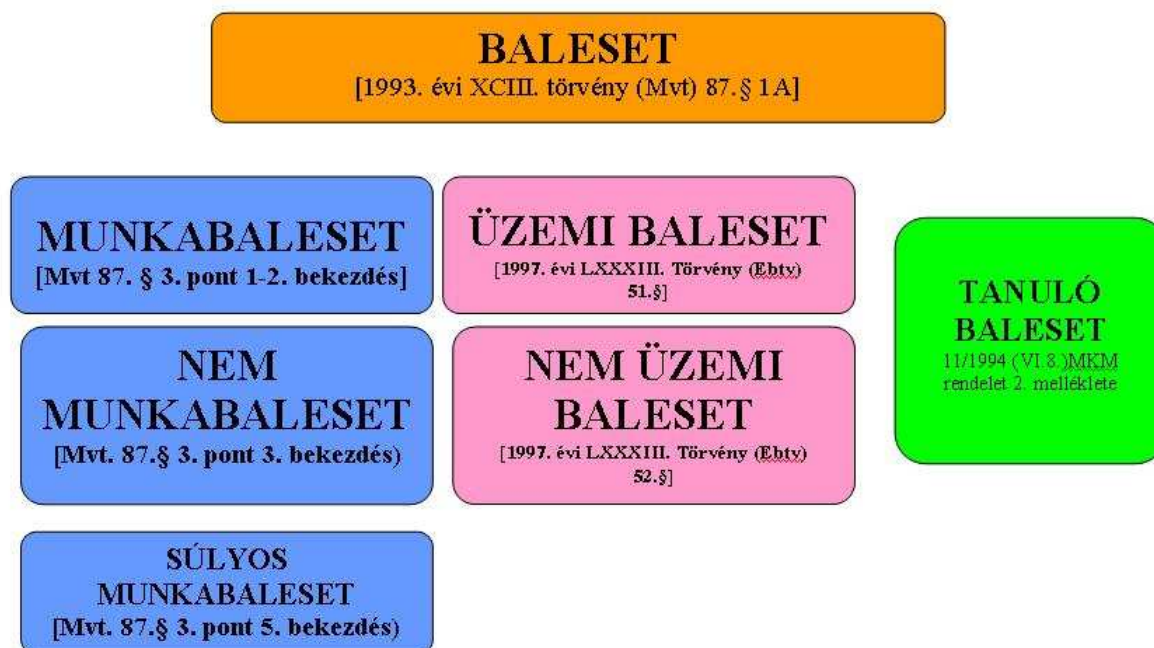 BALESET
[1993. évi XCIII. törvény (Mvt) 87.§ 1A]
MUNKABALESET
[Mvt 87. § 3. pont 1-2. bekezdés]
ÜZEMI BALESET
[1997. évi LXXXIII. Törvény (Ebtv)
51.§]
TANULÓ
BALESET
11/1994 (VI.8.)MKM
rendelet 2. melléklete
NEM
MUNKABALESET
[Mvt. 87.§ 3. pont 3. bekezdés)
NEM ÜZEMI
BALESET
[1997. évi LXXXIII. Törvény (Ebtv)
52.§]
SÚLYOS
MUNKABALESET
[Mvt. 87.§ 3. pont 5. bekezdés)